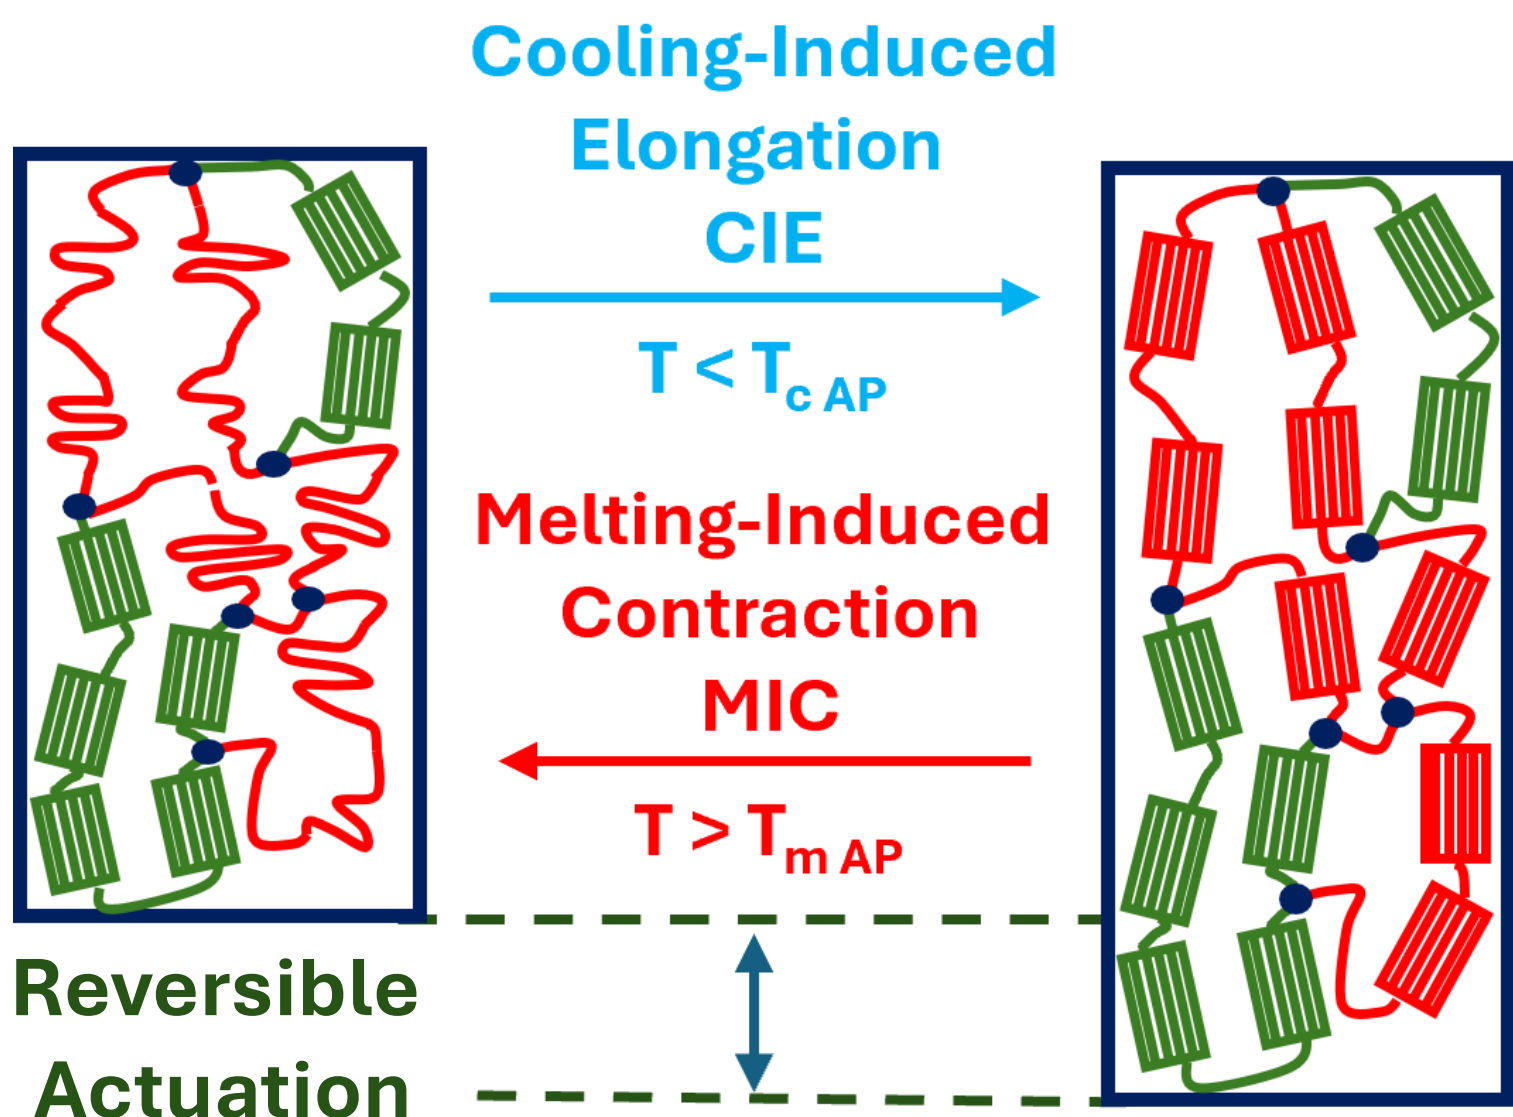 Cooling-Induced
Elongation
CIE
T < Tc AP
Melting-Induced
Contraction
MIC
T > Tm AP
Reversible
Actuation